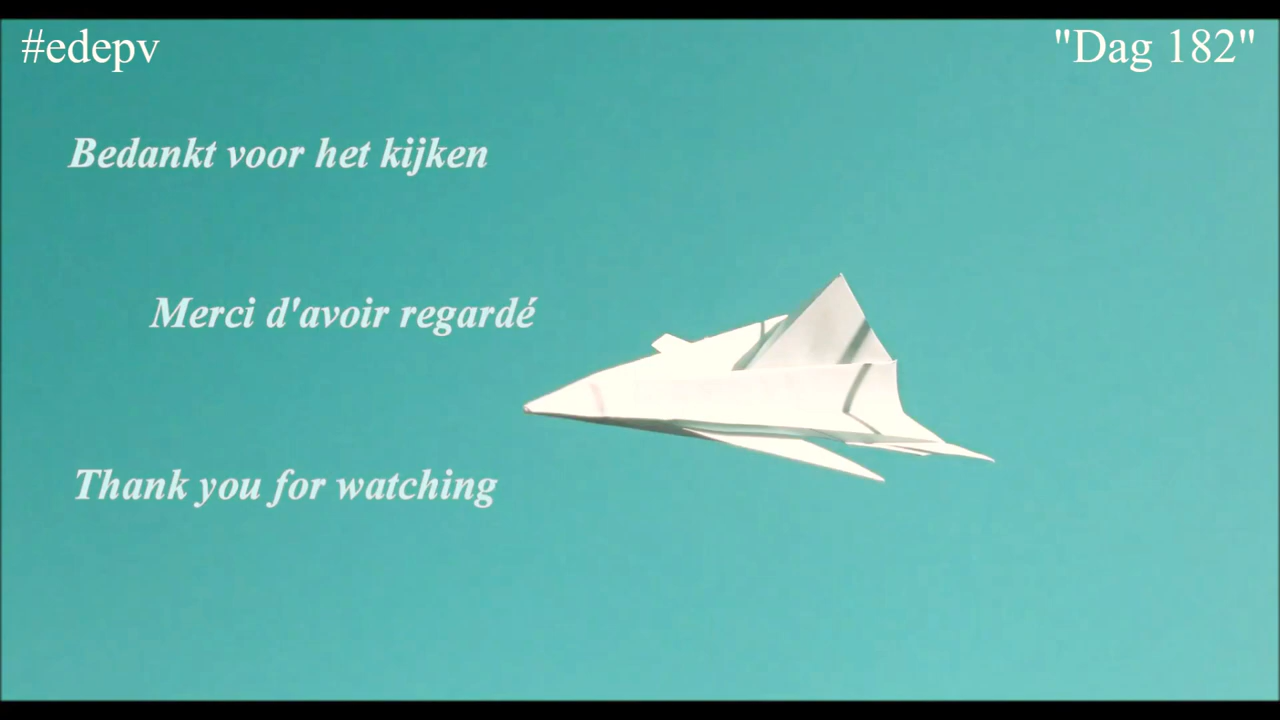 #edepv
"Dag 182"
Bedankt voor het kijken
Merci d'avoir regardé
Thank you for watching